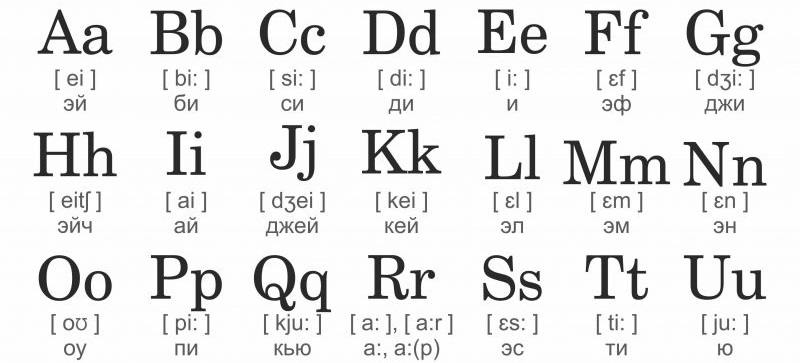 Aa Bb Cc Dd Ee Ff Gg
[ ei ] [ bi: ] [ si: ] [ di: ] [ i: ] [ ɛf ] [ dʒi: ]
эй би си ди и эф джи
Hh Ii Jj Kk Ll Mm Nn
[ eitʃ ] [ ai ] [ dʒei ] [ kei ] [ ɛl ] [ ɛm ] [ ɛn ]
эйч ай джей кей эл эм эн
Oo Pp Qq Rr Ss Tt Uu
[ oʊ ] [ pi: ] [ kju: ] [ a: ], [ a:r ] [ ɛs: ] [ ti: ] [ ju: ]
оу пи кью а:, а:(р) эс ти ю